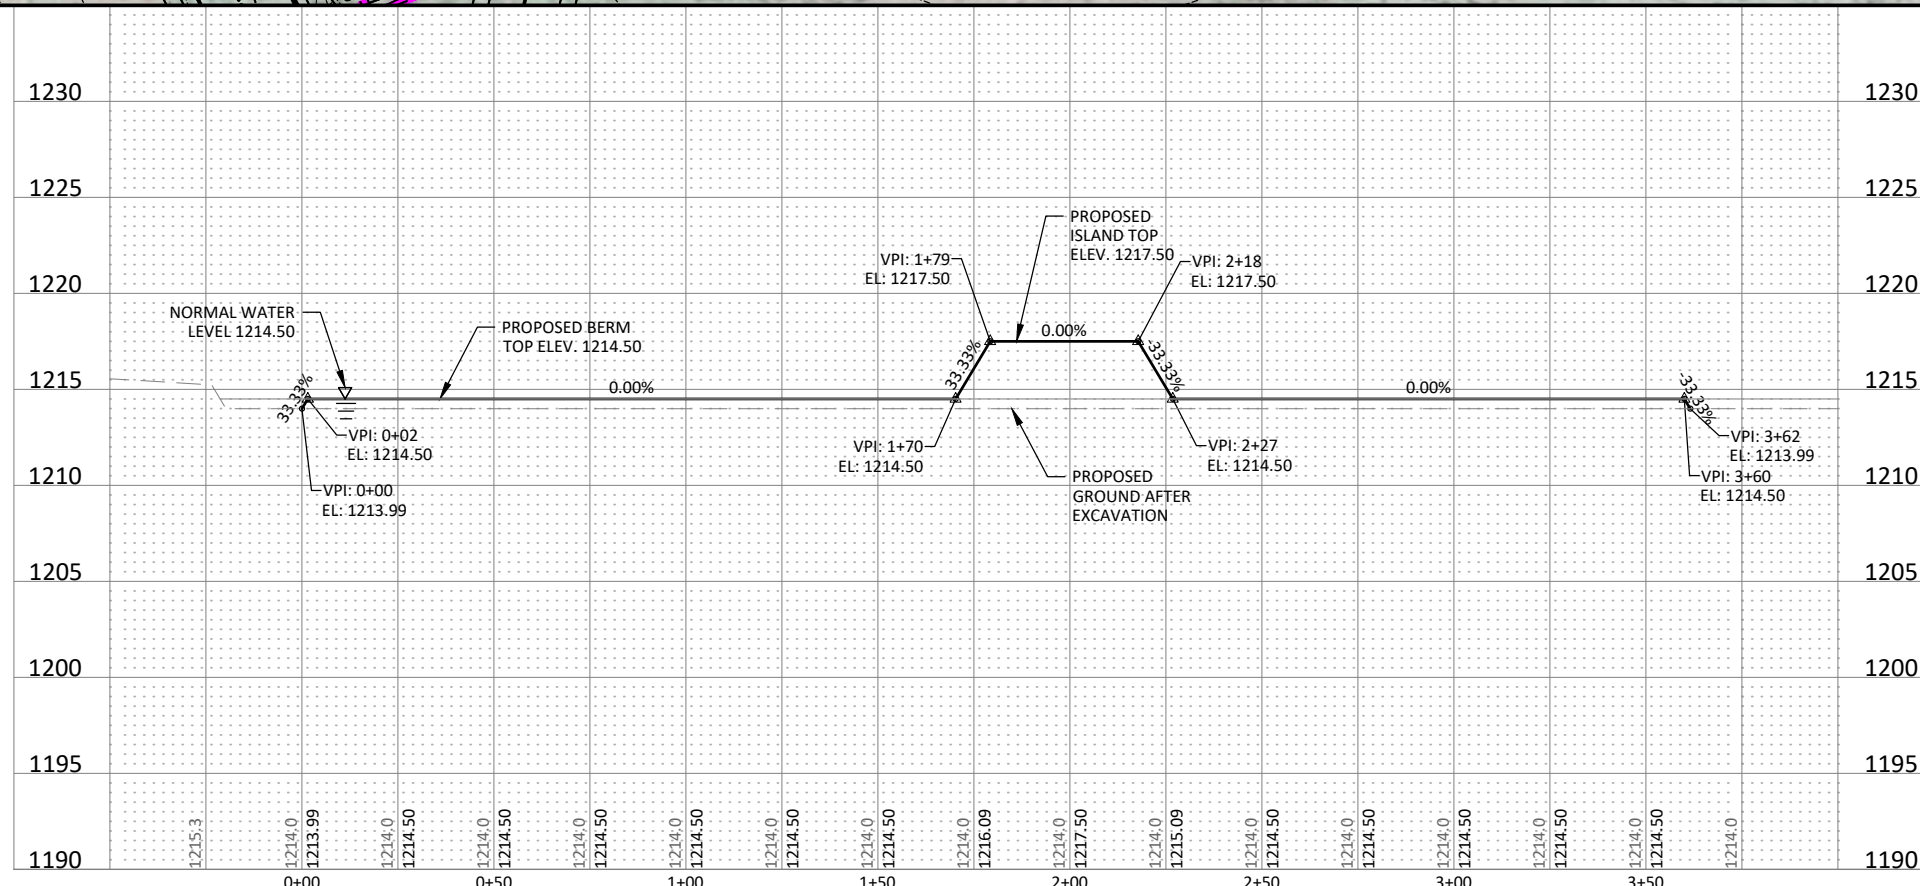 1230
1230
1225
1225
1220
1220
1215
1215
1210
1210
1205
1205
1200
1200
1195
1195
1190
1190
NORMAL WATER
LEVEL 1214.50
PROPOSED BERM
TOP ELEV. 1214.50
33.33%
VPI: 0+02
EL: 1214.50
VPI: 0+00
EL: 1213.99
0.00%
VPI: 1+79
EL: 1217.50
PROPOSED
ISLAND TOP
ELEV. 1217.50
33.33%
0.00%
VPI: 2+18
EL: 1217.50
-33.33%
VPI: 1+70
EL: 1214.50
PROPOSED
GROUND AFTER
EXCAVATION
VPI: 2+27
EL: 1214.50
0.00%
-33.33%
VPI: 3+62
EL: 1213.99
VPI: 3+60
EL: 1214.50
1215.3
1214.0
1213.99
1214.0
1214.50
1214.0
1214.50
1214.0
1214.50
1214.0
1214.50
1214.0
1214.50
1214.0
1214.50
1214.0
1216.09
1214.0
1217.50
1214.0
1215.09
1214.0
1214.50
1214.0
1214.50
1214.0
1214.50
1214.0
1214.50
1214.0
1214.50
1214.0
0+00
0+50
1+00
1+50
2+00
2+50
3+00
3+50